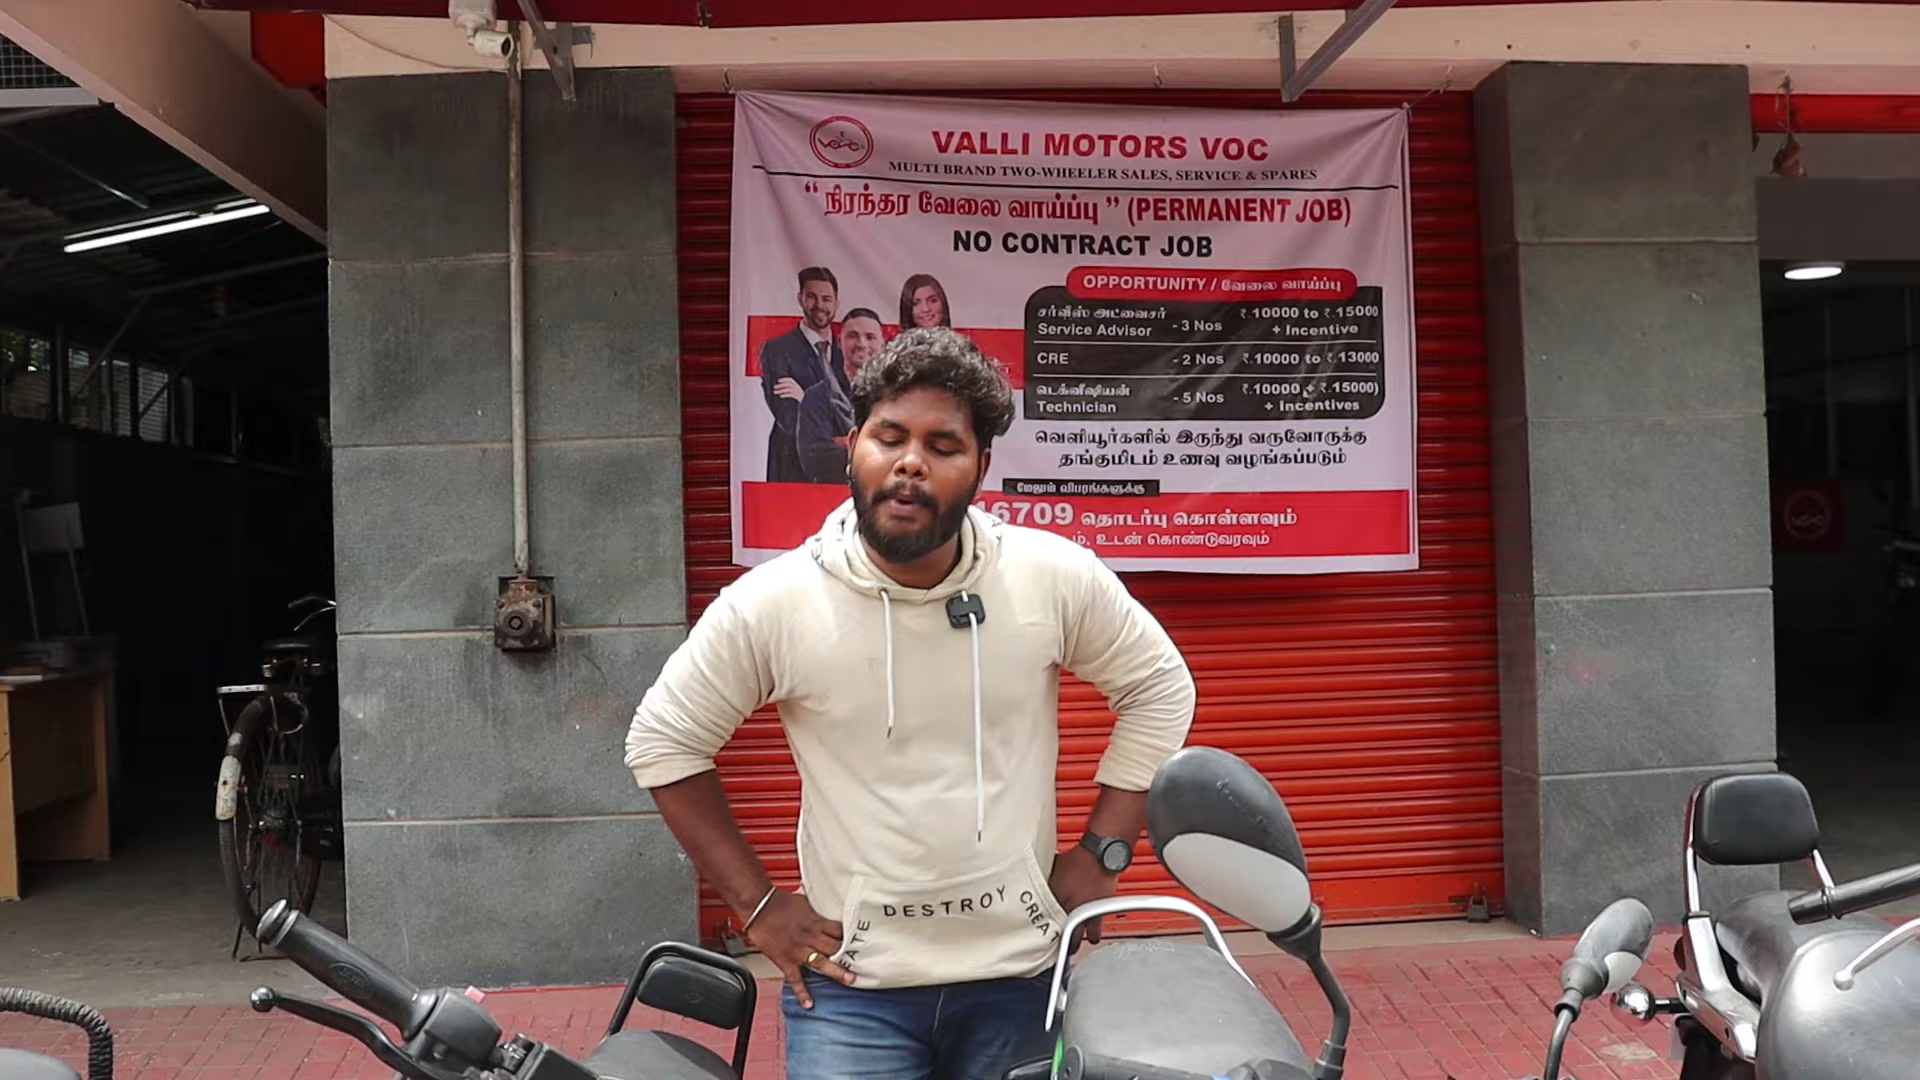 VALLI MOTORS VOC
MULTI BRAND TWO-WHEELER SALES, SERVICE & SPARES
“நிரந்தர வேலை வாய்ப்பு” (PERMANENT JOB)
NO CONTRACT JOB
OPPORTUNITY / வேலை வாய்ப்பு
சர்வீஸ் அட்வைசர்
Service Advisor - 3 Nos ₹.10000 to ₹.15000
+ Incentive
CRE - 2 Nos ₹.10000 to ₹.13000
டெக்னீஷியன்
Technician - 5 Nos ₹.10000 + ₹.15000)
+ Incentives
வெளியூர்களில் இருந்து வருவோருக்கு
தங்குமிடம் உணவு வழங்கப்படும்
மேலும் விபரங்களுக்கு
6709 தொடர்பு கொள்ளவும்
உடன் கொண்டுவரவும்
DESTROY